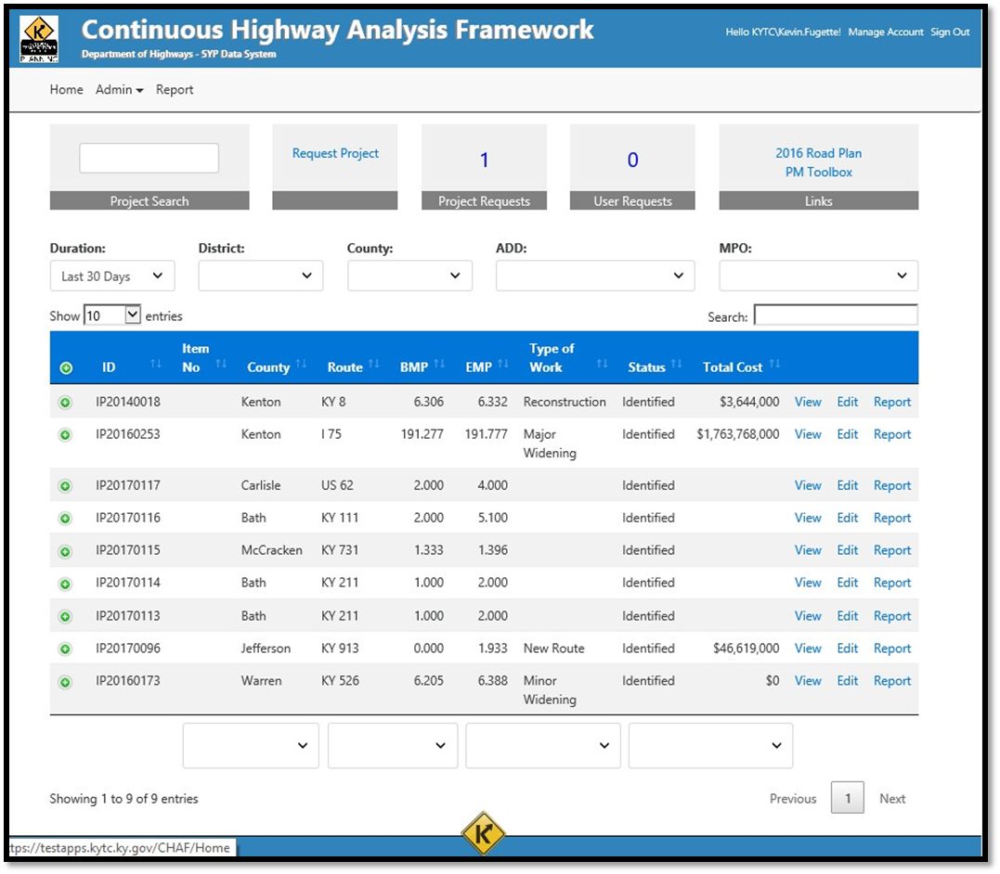 Continuous Highway Analysis Framework
Department of Highways - SYP Data System
Hello KYTC\Kevin.Fugette! Manage Account Sign Out
PLANNING
Home Admin Report
Request Project 1 0 2016 Road Plan
PM Toolbox
Project Search Project Requests User Requests Links
Duration: District: County: ADD: MPO:
Last 30 Days
Show 10 entries Search:
ID Item No County Route BMP EMP Type of Work Status Total Cost
IP20140018 Kenton KY 8 6.306 6.332 Reconstruction Identified $3,644,000 View Edit Report
IP20160253 Kenton I 75 191.277 191.777 Major Identified $1,763,768,000 View Edit Report
Widening
IP20170117 Carlisle US 62 2.000 4.000 Identified View Edit Report
IP20170116 Bath KY 111 2.000 5.100 Identified View Edit Report
IP20170115 McCracken KY 731 1.333 1.396 Identified View Edit Report
IP20170114 Bath KY 211 1.000 2.000 Identified View Edit Report
IP20170113 Bath KY 211 1.000 2.000 Identified View Edit Report
IP20170096 Jefferson KY 913 0.000 1.933 New Route Identified $46,619,000 View Edit Report
IP20160173 Warren KY 526 6.205 6.388 Minor Identified $0 View Edit Report
Widening
Showing 1 to 9 of 9 entries Previous 1 Next
tps://testapps.kytc.ky.gov/CHAF/Home